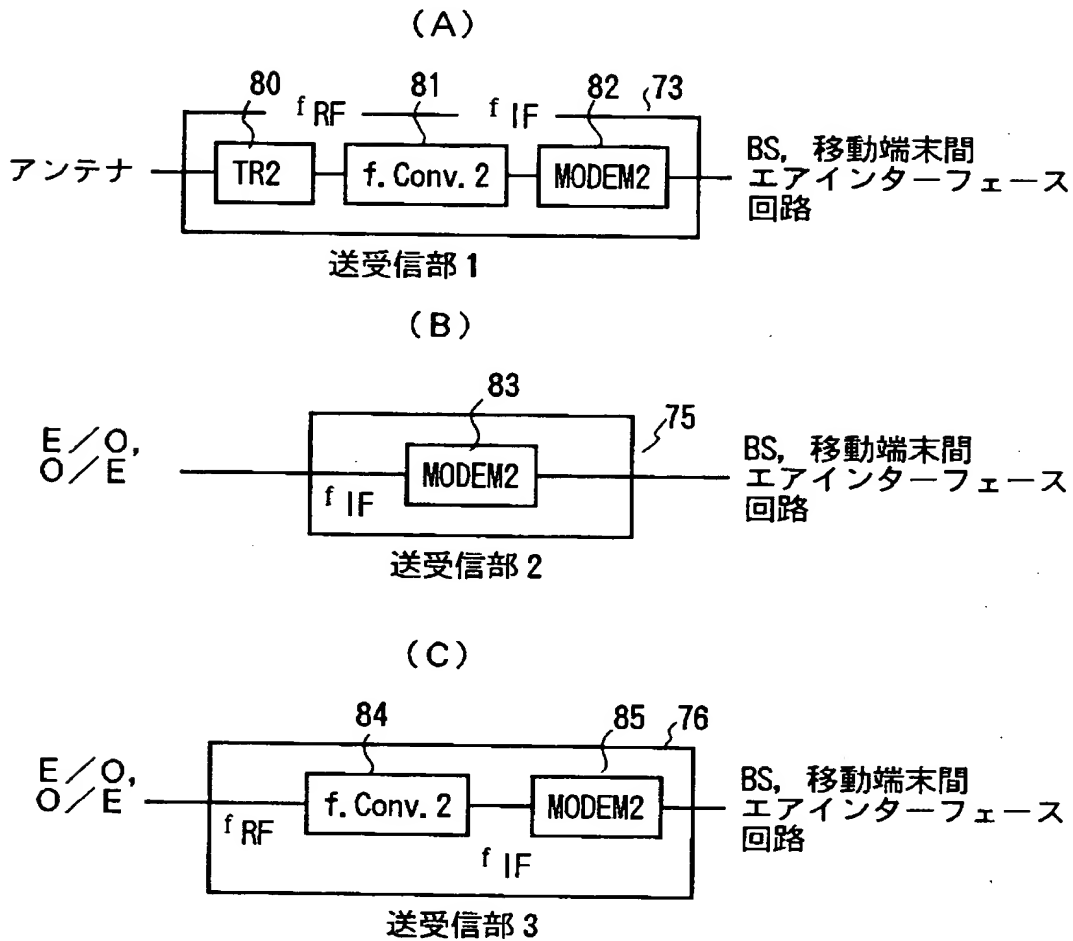 (A)
80
81
82
73
f RF
f IF
アンテナ
TR2
f. Conv. 2
MODEM2
BS, 移動端末間
エアインターフェース
回路
送受信部1
(B)
83
75
E/O,
O/E
f IF
MODEM2
BS, 移動端末間
エアインターフェース
回路
送受信部2
(C)
84
85
76
E/O,
O/E
f RF
f. Conv. 2
f IF
MODEM2
BS, 移動端末間
エアインターフェース
回路
送受信部3